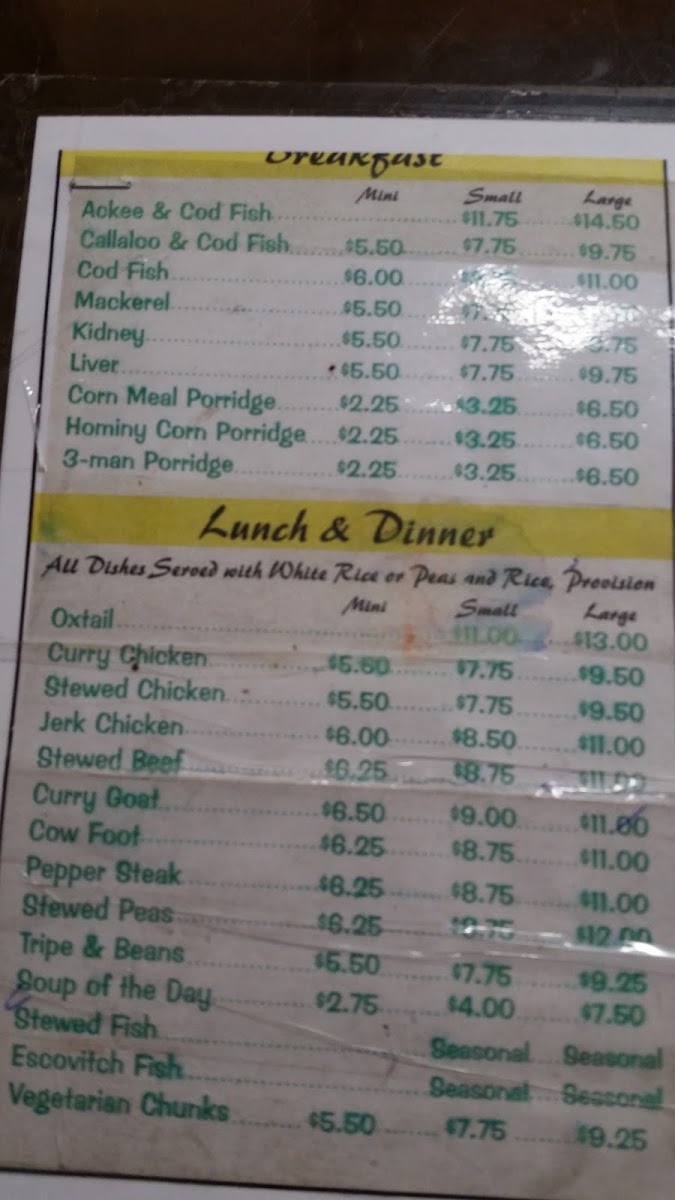 Breakfast
Mini Small Large
Ackee & Cod Fish $11.75 $14.50
Callaloo & Cod Fish $5.50 $7.75 $9.75
Cod Fish $6.00 $11.00
Mackerel $5.50
Kidney $5.50 $7.75
Liver $5.50 $7.75 $9.75
Corn Meal Porridge $2.25 $3.25 $6.50
Hominy Corn Porridge $2.25 $3.25 $6.50
3-man Porridge $2.25 $3.25 $6.50
Lunch & Dinner
All Dishes Served with White Rice or Peas and Rice, Provision
Mini Small Large
Oxtail $11.00 $13.00
Curry Chicken $5.50 $7.75 $9.50
Stewed Chicken $5.50 $7.75 $9.50
Jerk Chicken $6.00 $8.50 $11.00
Stewed Beef $6.25 $8.75 $11.00
Curry Goat $6.50 $9.00 $11.00
Cow Foot $6.25 $8.75 $11.00
Pepper Steak $6.25 $8.75 $11.00
Stewed Peas $6.25 $8.75 $12.00
Tripe & Beans $5.50 $7.75 $9.25
Soup of the Day $2.75 $4.00 $7.50
Stewed Fish Seasonal Seasonal
Escovitch Fish Seasonal Seasonal
Vegetarian Chunks $5.50 $7.75 $9.25